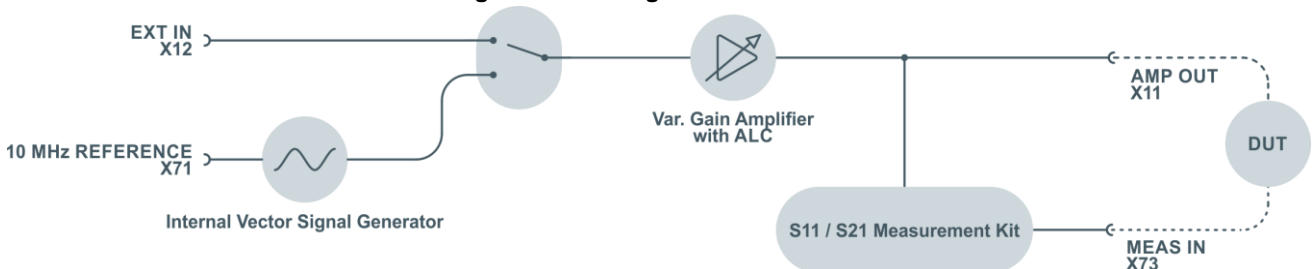 EXT IN
X12
10 MHz REFERENCE
X71
Internal Vector Signal Generator
Var. Gain Amplifier
with ALC
AMP OUT
X11
DUT
S11 / S21 Measurement Kit
MEAS IN
X73